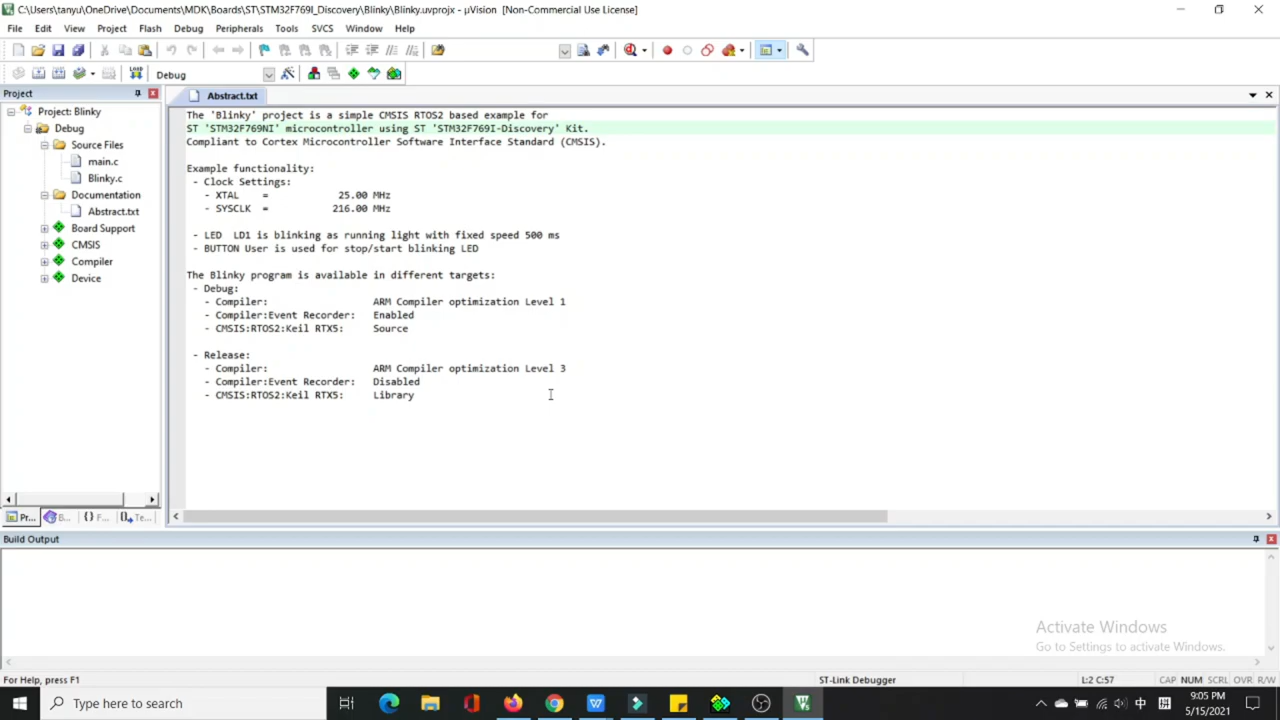 C:\Users\tanyu\OneDrive\Documents\MDK\Boards\ST\STM32F769I_Discovery\Blinky\Blinky.uvprojx - µVision [Non-Commercial Use License]
File Edit View Project Flash Debug Peripherals Tools SVCS Window Help
LOAD Debug
Project
Project: Blinky
Debug
Source Files
main.c
Blinky.c
Documentation
Abstract.txt
Board Support
CMSIS
Compiler
Device
Pr... B... {} F... Te...
Abstract.txt
The 'Blinky' project is a simple CMSIS RTOS2 based example for
ST 'STM32F769NI' microcontroller using ST 'STM32F769I-Discovery' Kit.
Compliant to Cortex Microcontroller Software Interface Standard (CMSIS).
Example functionality:
- Clock Settings:
- XTAL = 25.00 MHz
- SYSCLK = 216.00 MHz
- LED LD1 is blinking as running light with fixed speed 500 ms
- BUTTON User is used for stop/start blinking LED
The Blinky program is available in different targets:
- Debug:
- Compiler: ARM Compiler optimization Level 1
- Compiler:Event Recorder: Enabled
- CMSIS:RTOS2:Keil RTX5: Source
- Release:
- Compiler: ARM Compiler optimization Level 3
- Compiler:Event Recorder: Disabled
- CMSIS:RTOS2:Keil RTX5: Library
Build Output
Activate Windows
Go to Settings to activate Windows.
For Help, press F1 ST-Link Debugger L:2 C:57 CAP NUM SCRL OVR R/W
Type here to search
中 拼
9:05 PM
5/15/2021